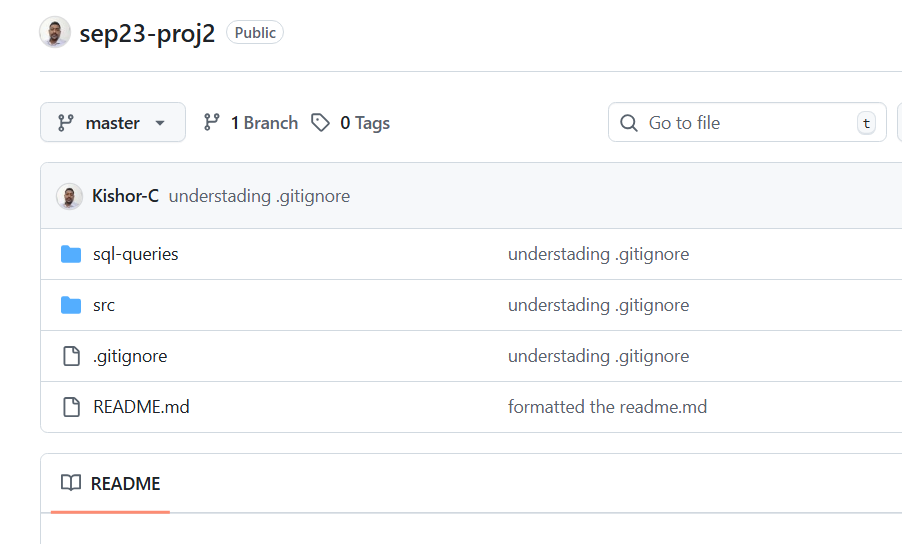 sep23-proj2 Public
master 1 Branch 0 Tags Go to file t
Kishor-C understading .gitignore
sql-queries understading .gitignore
src understading .gitignore
.gitignore understading .gitignore
README.md formatted the readme.md
README